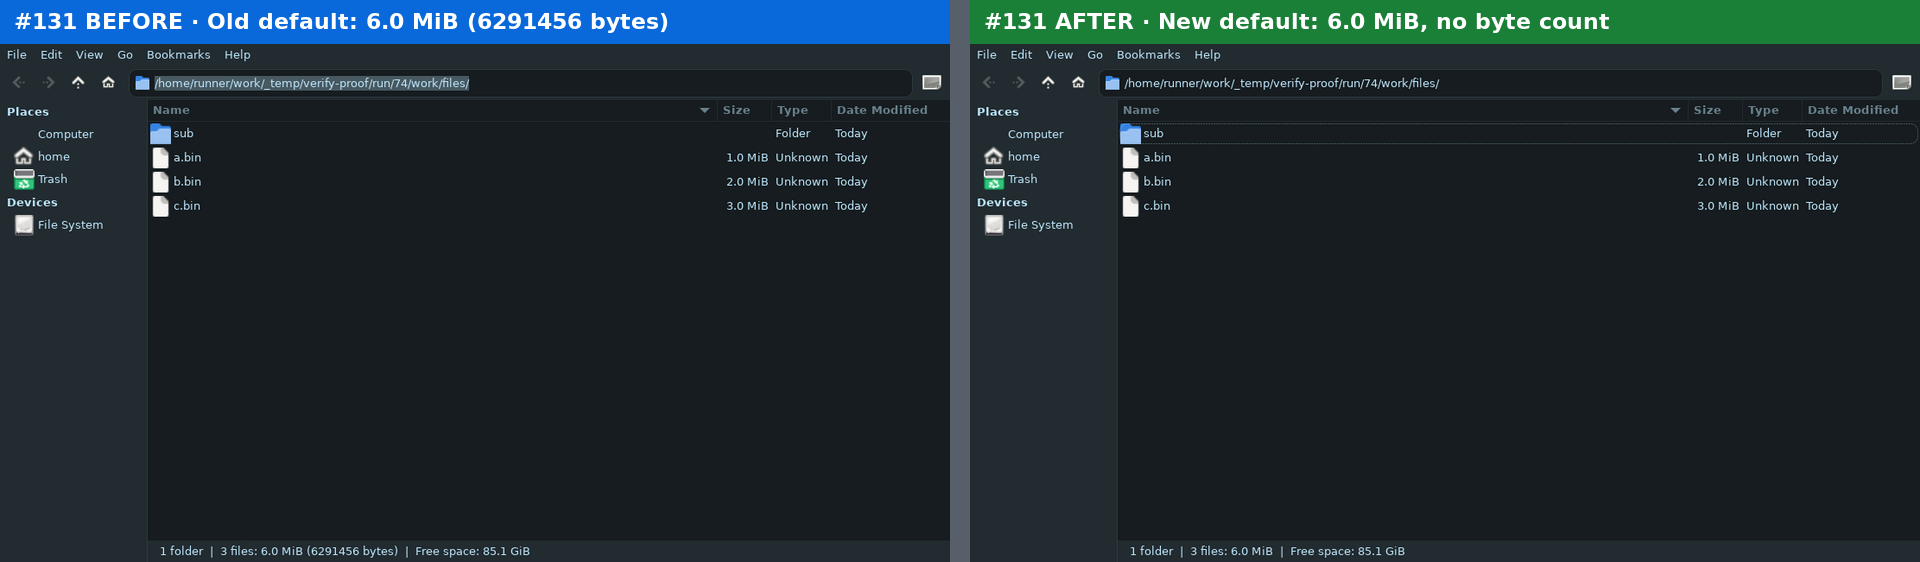 #131 BEFORE · Old default: 6.0 MiB (6291456 bytes)
File Edit View Go Bookmarks Help
/home/runner/work/_temp/verify-proof/run/74/work/files/
Places
Computer
home
Trash
Devices
File System
Name Size Type Date Modified
sub Folder Today
a.bin 1.0 MiB Unknown Today
b.bin 2.0 MiB Unknown Today
c.bin 3.0 MiB Unknown Today
1 folder | 3 files: 6.0 MiB (6291456 bytes) | Free space: 85.1 GiB
#131 AFTER · New default: 6.0 MiB, no byte count
File Edit View Go Bookmarks Help
/home/runner/work/_temp/verify-proof/run/74/work/files/
Places
Computer
home
Trash
Devices
File System
Name Size Type Date Modified
sub Folder Today
a.bin 1.0 MiB Unknown Today
b.bin 2.0 MiB Unknown Today
c.bin 3.0 MiB Unknown Today
1 folder | 3 files: 6.0 MiB | Free space: 85.1 GiB